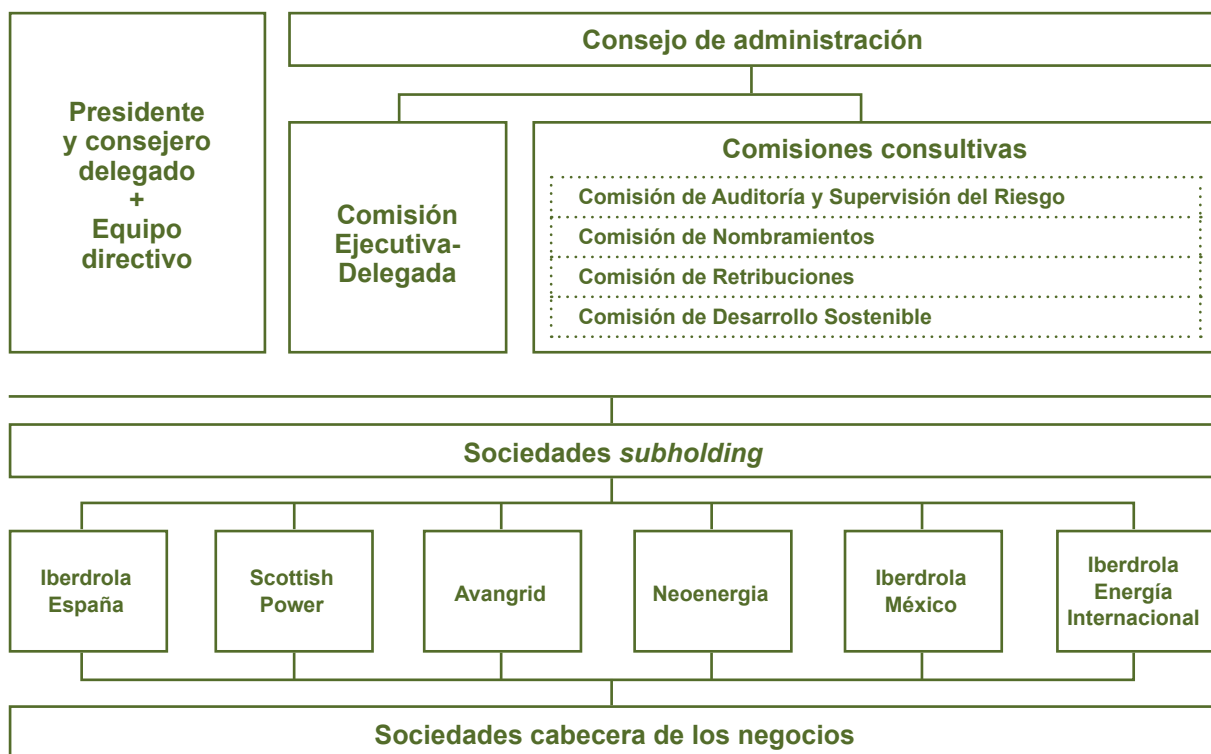 Presidente
y consejero
delegado
+
Equipo
directivo
Consejo de administración
Comisión
Ejecutiva-
Delegada
Comisiones consultivas
Comisión de Auditoría y Supervisión del Riesgo
Comisión de Nombramientos
Comisión de Retribuciones
Comisión de Desarrollo Sostenible
Sociedades subholding
Iberdrola
España
Scottish
Power
Avangrid
Neoenergia
Iberdrola
México
Iberdrola
Energía
Internacional
Sociedades cabecera de los negocios